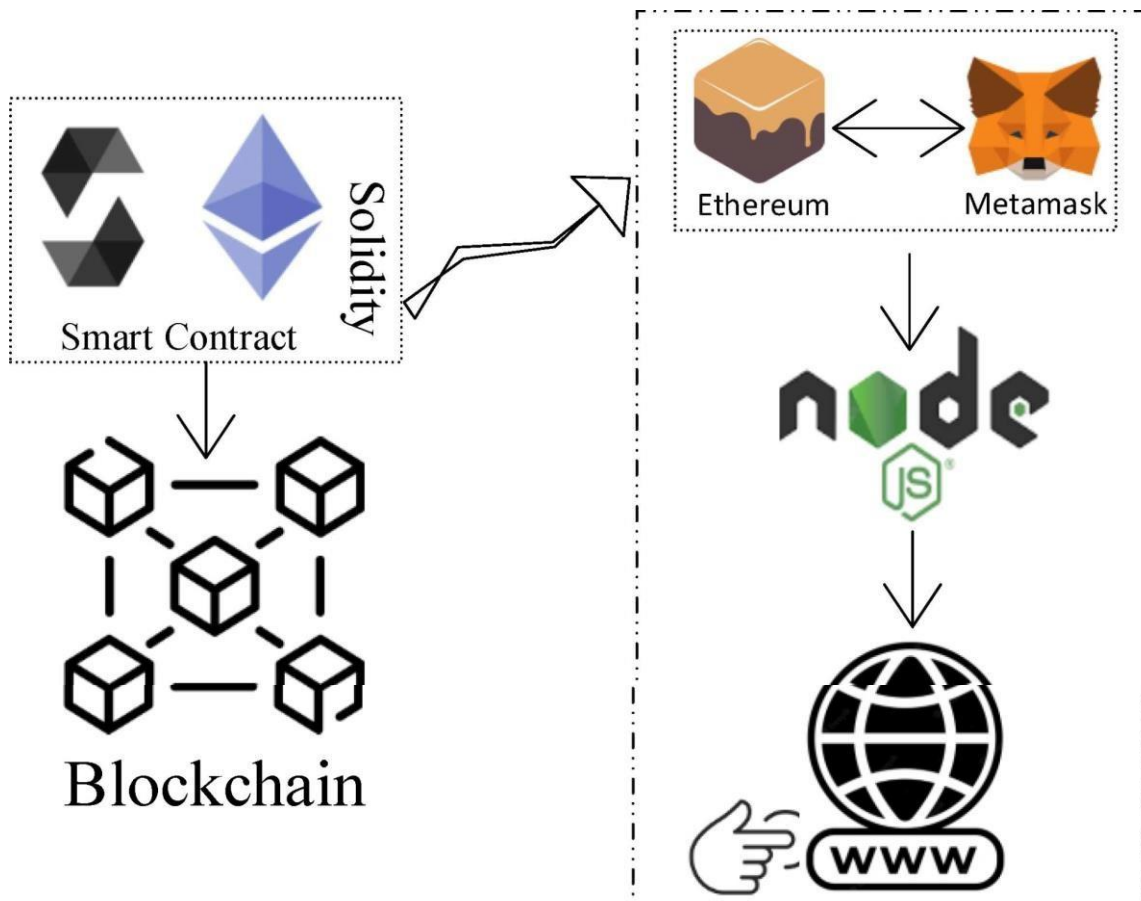 Solidity
Smart Contract
Blockchain
Ethereum
Metamask
node
JS
®
www